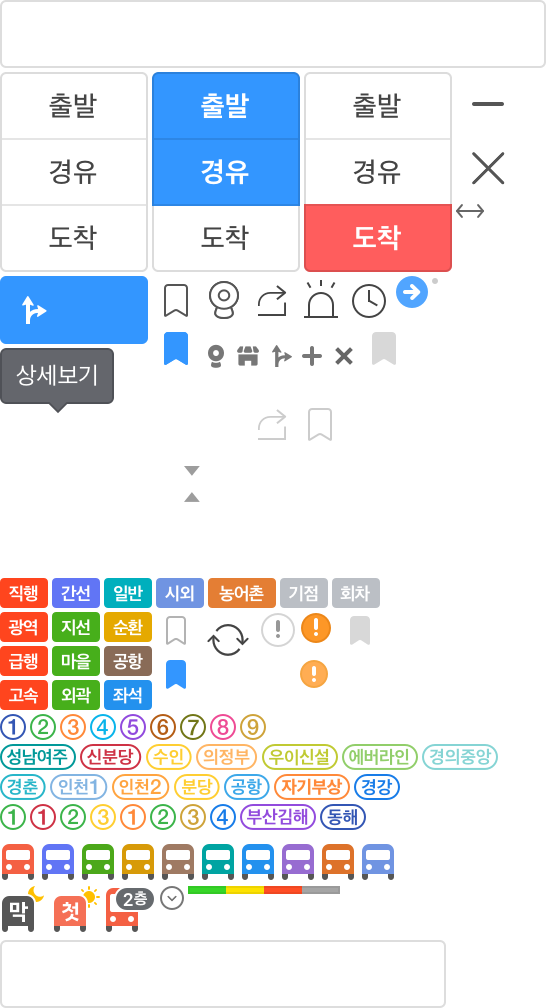 출발 출발 출발
경유 경유 경유
도착 도착 도착
상세보기
직행 간선 일반 시외 농어촌 기점 회차
광역 지선 순환
급행 마을 공항
고속 외곽 좌석
1 2 3 4 5 6 7 8 9
성남여주 신분당 수인 의정부 우이신설 에버라인 경의중앙
경춘 인천1 인천2 분당 공항 자기부상 경강
1 1 2 3 1 2 3 4 부산김해 동해
막 첫 2층